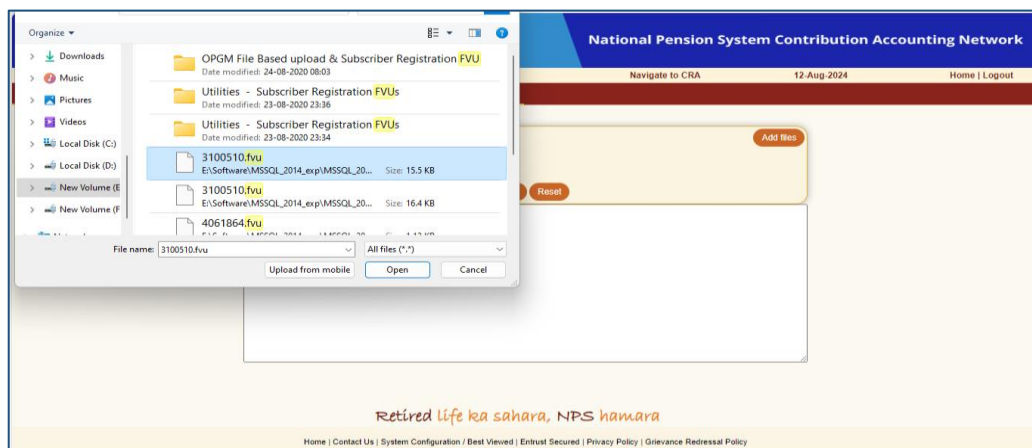 Organize
National Pension System Contribution Accounting Network
Navigate to CRA 12-Aug-2024 Home | Logout
Downloads
Music
Pictures
Videos
Local Disk (C:)
Local Disk (D:)
New Volume (E
New Volume (F
OPGM File Based upload & Subscriber Registration FVU
Date modified: 24-08-2020 08:03
Utilities - Subscriber Registration FVUs
Date modified: 23-08-2020 23:36
Utilities - Subscriber Registration FVUs
Date modified: 23-08-2020 23:34
3100510.fvu
E:\Software\MSSQL_2014_exp\MSSQL_20... Size: 15.5 KB
3100510.fvu
E:\Software\MSSQL_2014_exp\MSSQL_20... Size: 16.4 KB
4061864.fvu
File name: 3100510.fvu All files (*.*)
Upload from mobile Open Cancel
Add files
Reset
Retired life ka sahara, NPS hamara
Home | Contact Us | System Configuration / Best Viewed | Entrust Secured | Privacy Policy | Grievance Redressal Policy